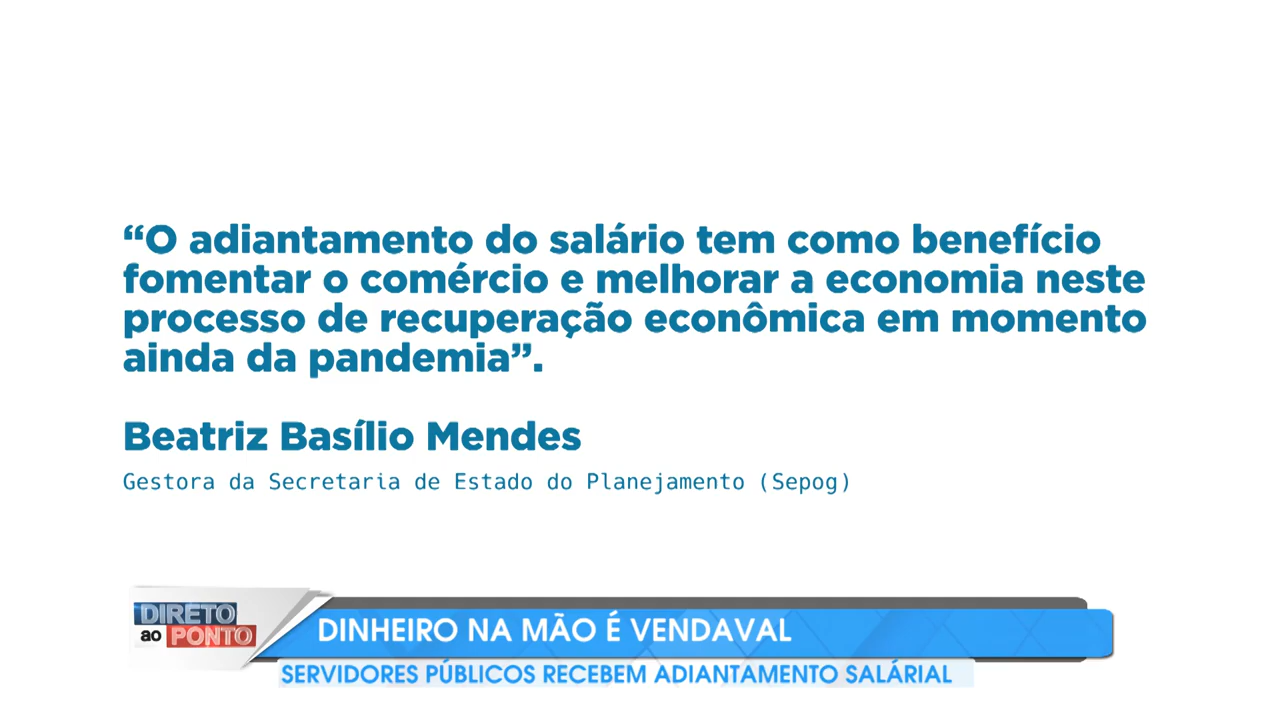 “O adiantamento do salário tem como benefício
fomentar o comércio e melhorar a economia neste
processo de recuperação econômica em momento
ainda da pandemia”.
Beatriz Basílio Mendes
Gestora da Secretaria de Estado do Planejamento (Sepog)
DIRETO
ao PONTO
DINHEIRO NA MÃO É VENDAVAL
SERVIDORES PÚBLICOS RECEBEM ADIANTAMENTO SALÁRIAL